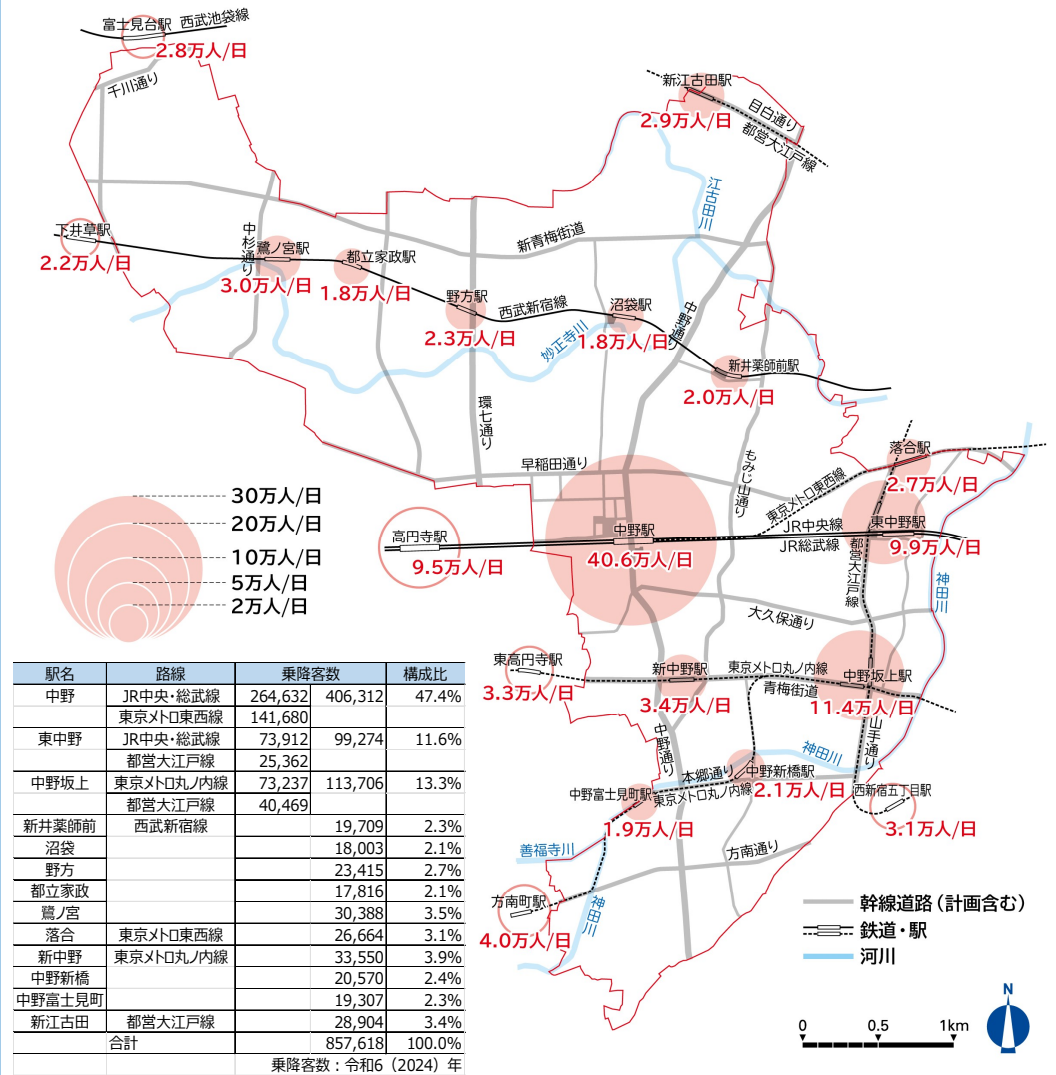 富士見台駅 西武池袋線
2.8万人/日
千川通り
新江古田駅
2.9万人/日
目白通り
都営大江戸線
江古田川
下井草駅
2.2万人/日
中杉通り
鷺ノ宮駅
3.0万人/日
都立家政駅
1.8万人/日
新青梅街道
野方駅
2.3万人/日
西武新宿線
沼袋駅
1.8万人/日
妙正寺川
中野通り
新井薬師前駅
2.0万人/日
環七通り
早稲田通り
もみじ山通り
東京メトロ東西線
落合駅
2.7万人/日
30万人/日
20万人/日
10万人/日
5万人/日
2万人/日
高円寺駅
9.5万人/日
中野駅
40.6万人/日
JR中央線
JR総武線
東中野駅
9.9万人/日
都営大江戸線
神田川
大久保通り
東高円寺駅
3.3万人/日
新中野駅
3.4万人/日
東京メトロ丸ノ内線
青梅街道
中野坂上駅
11.4万人/日
山手通り
中野通り
神田川
本郷通り
東京メトロ丸ノ内線
中野新橋駅
2.1万人/日
中野富士見町駅
1.9万人/日
西新宿五丁目駅
3.1万人/日
善福寺川
方南通り
方南町駅
4.0万人/日
神田川
駅名 路線 乗降客数 構成比
中野 JR中央・総武線 264,632 406,312 47.4%
東京メトロ東西線 141,680
東中野 JR中央・総武線 73,912 99,274 11.6%
都営大江戸線 25,362
中野坂上 東京メトロ丸ノ内線 73,237 113,706 13.3%
都営大江戸線 40,469
新井薬師前 西武新宿線 19,709 2.3%
沼袋 18,003 2.1%
野方 23,415 2.7%
都立家政 17,816 2.1%
鷺ノ宮 30,388 3.5%
落合 東京メトロ東西線 26,664 3.1%
新中野 東京メトロ丸ノ内線 33,550 3.9%
中野新橋 20,570 2.4%
中野富士見町 19,307 2.3%
新江古田 都営大江戸線 28,904 3.4%
合計 857,618 100.0%
乗降客数：令和6（2024）年
幹線道路（計画含む）
鉄道・駅
河川
0 0.5 1km
N